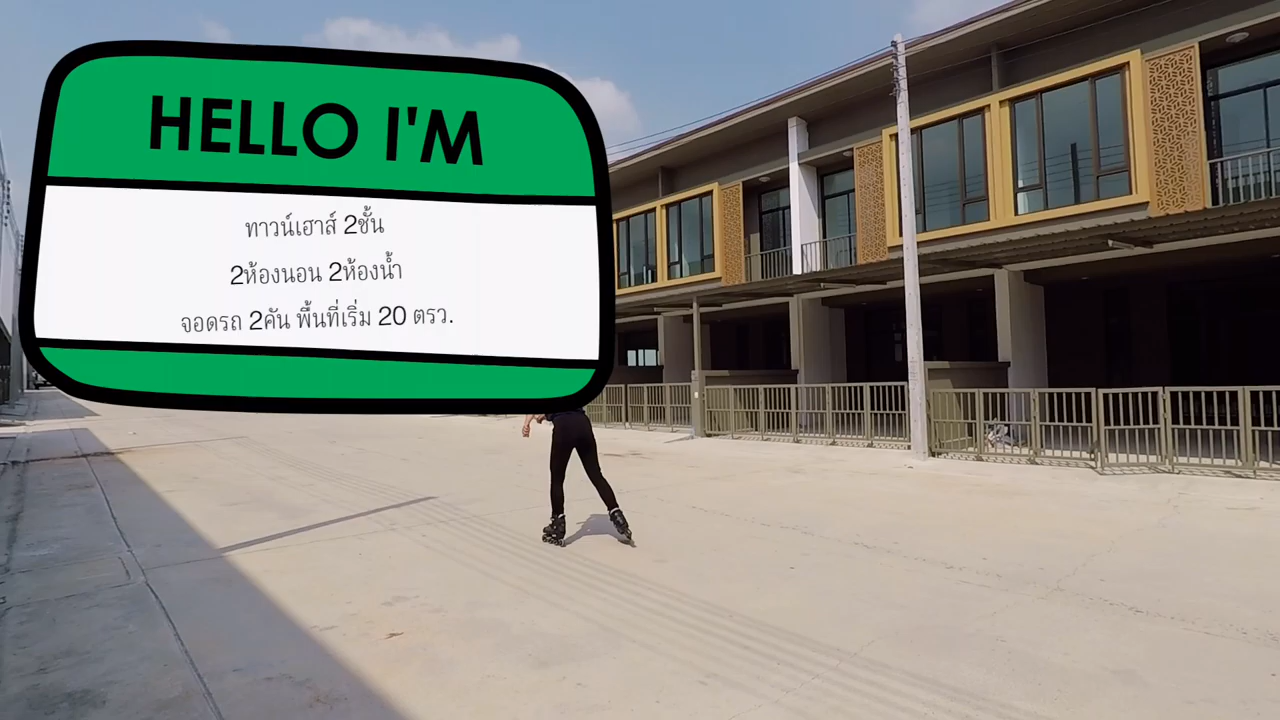 HELLO I'M
ทาวน์เฮาส์ 2ชั้น
2ห้องนอน 2ห้องน้ำ
จอดรถ 2คัน พื้นที่เริ่ม 20 ตรว.